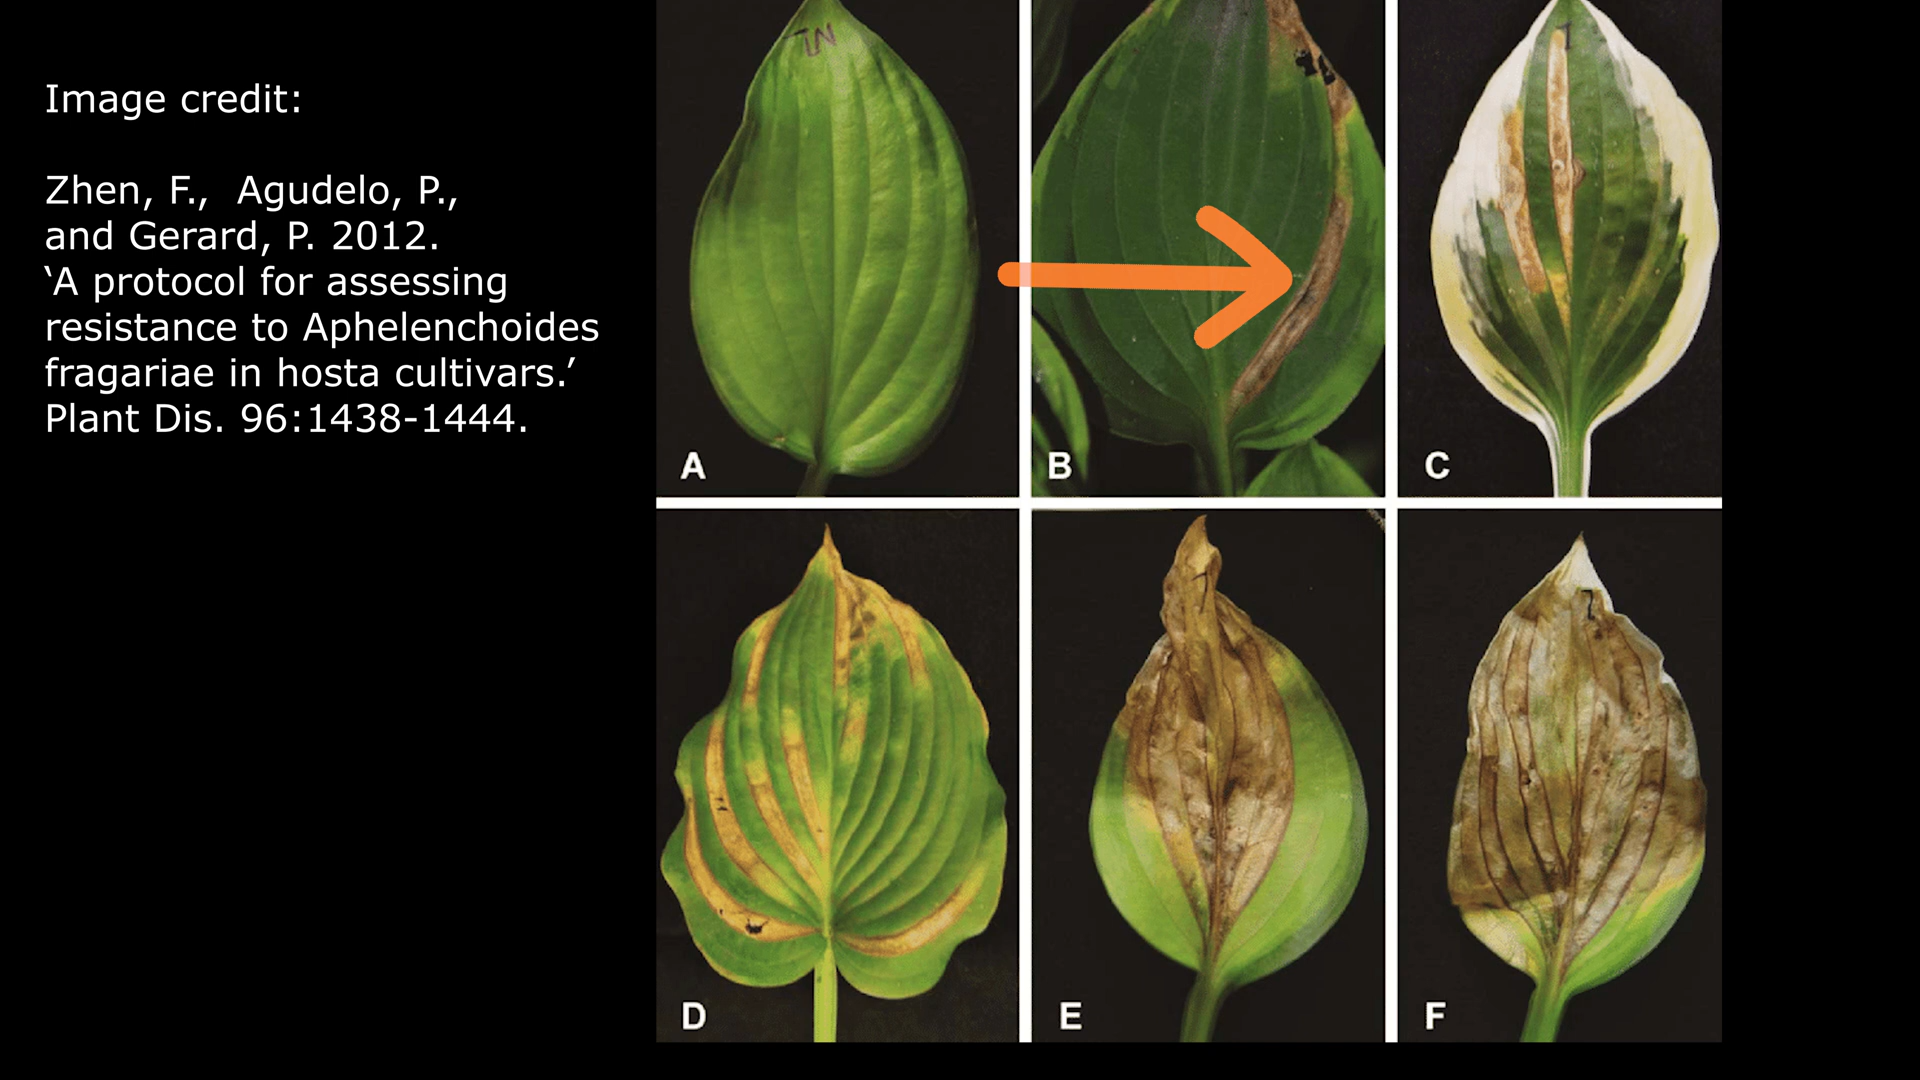 Image credit:
Zhen, F.,  Agudelo, P.,
and Gerard, P. 2012.
‘A protocol for assessing
resistance to Aphelenchoides
fragariae in hosta cultivars.’
Plant Dis. 96:1438-1444.
A
B
C
D
E
F